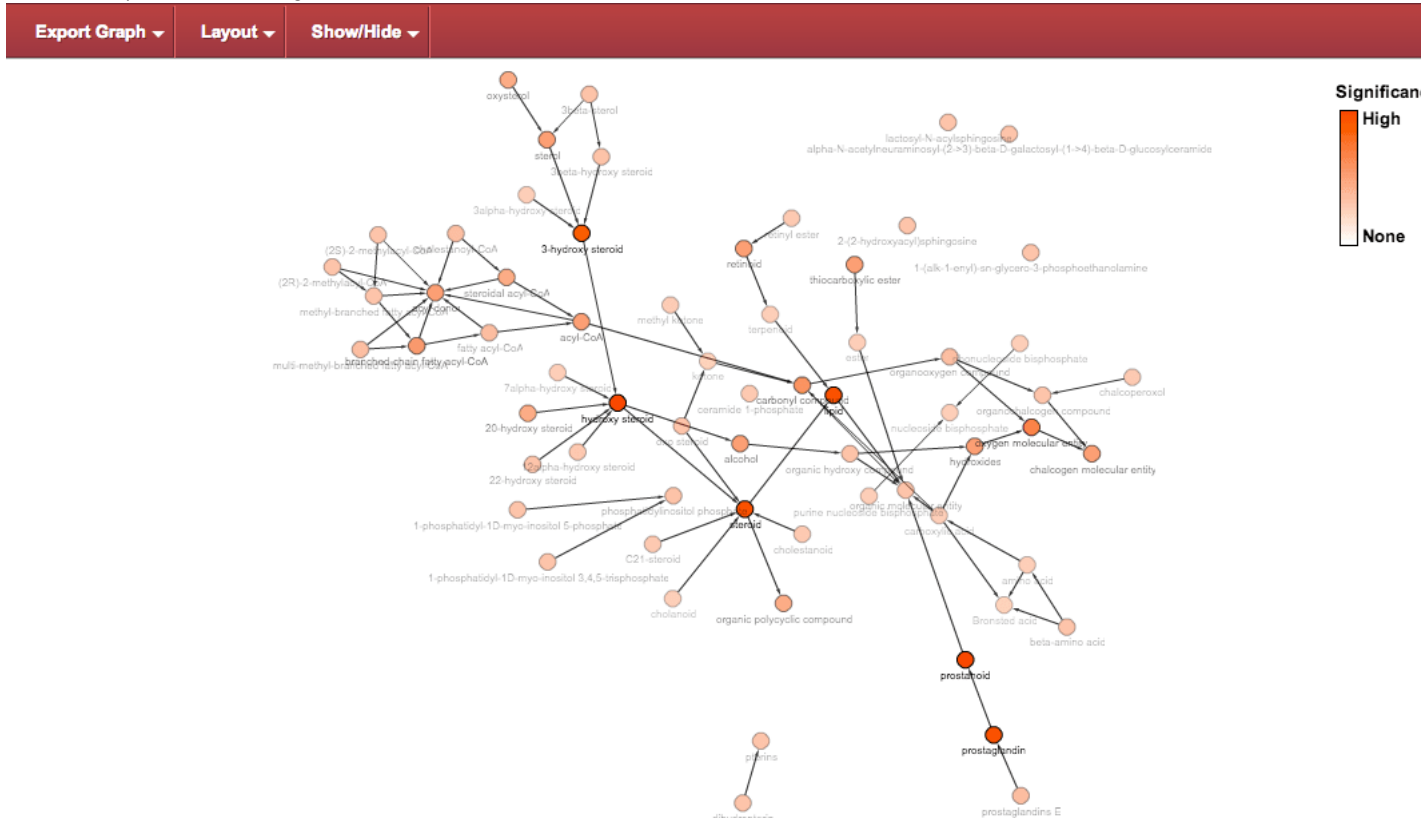 Export Graph
Layout
Show/Hide
Significan
High
None
oxysterol
3beta-sterol
lactosyl-N-acylsphingosine
alpha-N-acetylneuraminosyl-(2->3)-beta-D-galactosyl-(1->4)-beta-D-glucosylceramide
sterol
3beta-hydroxy steroid
3alpha-hydroxy steroid
3-hydroxy steroid
retinyl ester
2-(2-hydroxyacyl)sphingosine
(2S)-2-methylacyl-CoA
cholestanoyl-CoA
retinoid
1-(alk-1-enyl)-sn-glycero-3-phosphoethanolamine
thiocarboxylic ester
(2R)-2-methylacyl-CoA
steroidal acyl-CoA
acyl donor
methyl-branched fatty acyl-CoA
methyl ketone
terpenoid
acyl-CoA
fatty acyl-CoA
branched-chain fatty acyl-CoA
multi-methyl-branched fatty acyl-CoA
ester
ribonucleoside bisphosphate
organooxygen compound
ketone
7alpha-hydroxy steroid
chalcoperoxol
carbonyl compound
ceramide 1-phosphate
lipid
organochalcogen compound
hydroxy steroid
20-hydroxy steroid
oxo steroid
nucleoside bisphosphate
oxygen molecular entity
alcohol
hydroxides
12alpha-hydroxy steroid
organic hydroxy compound
chalcogen molecular entity
22-hydroxy steroid
organic molecular entity
phosphatidylinositol phosphate
purine nucleoside bisphosphate
1-phosphatidyl-1D-myo-inositol 5-phosphate
steroid
carboxylic acid
cholestanoid
C21-steroid
1-phosphatidyl-1D-myo-inositol 3,4,5-trisphosphate
amino acid
cholanoid
organic polycyclic compound
Bronsted acid
beta-amino acid
prostanoid
prostaglandin
pterins
prostaglandins E
dihydropterin